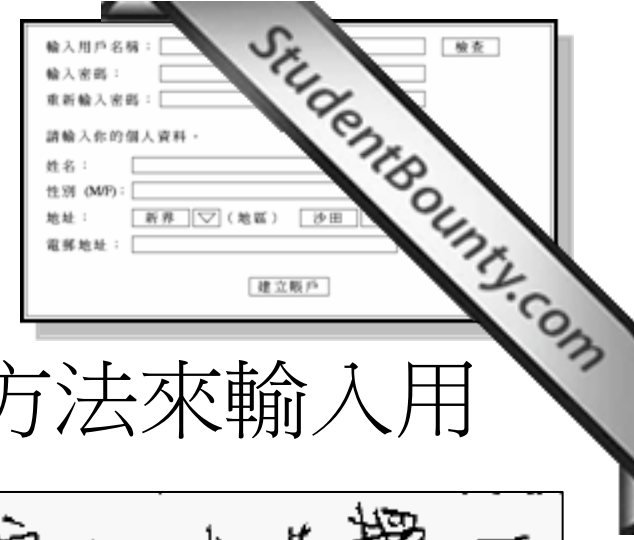 輸入用戶名稱： 檢查
輸入密碼：
重新輸入密碼：
請輸入你的個人資料。
姓名：
性別 (M/F)：
地址： 新界 （地區） 沙田
電郵地址：
建立賬戶
StudentBounty.com
方法來輸入用